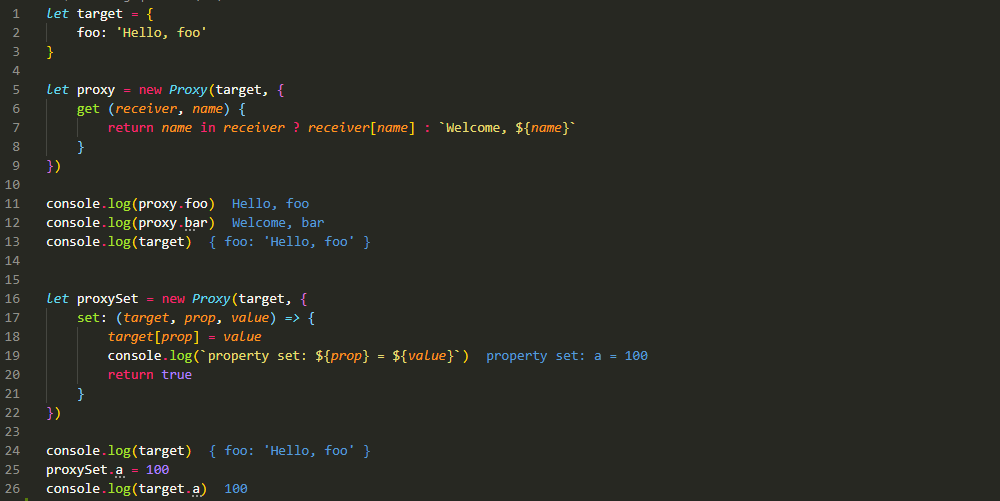 1 let target = {
2 foo: 'Hello, foo'
3 }
4
5 let proxy = new Proxy(target, {
6 get (receiver, name) {
7 return name in receiver ? receiver[name] : `Welcome, ${name}`
8 }
9 })
10
11 console.log(proxy.foo) Hello, foo
12 console.log(proxy.bar) Welcome, bar
13 console.log(target) { foo: 'Hello, foo' }
14
15
16 let proxySet = new Proxy(target, {
17 set: (target, prop, value) => {
18 target[prop] = value
19 console.log(`property set: ${prop} = ${value}`) property set: a = 100
20 return true
21 }
22 })
23
24 console.log(target) { foo: 'Hello, foo' }
25 proxySet.a = 100
26 console.log(target.a) 100